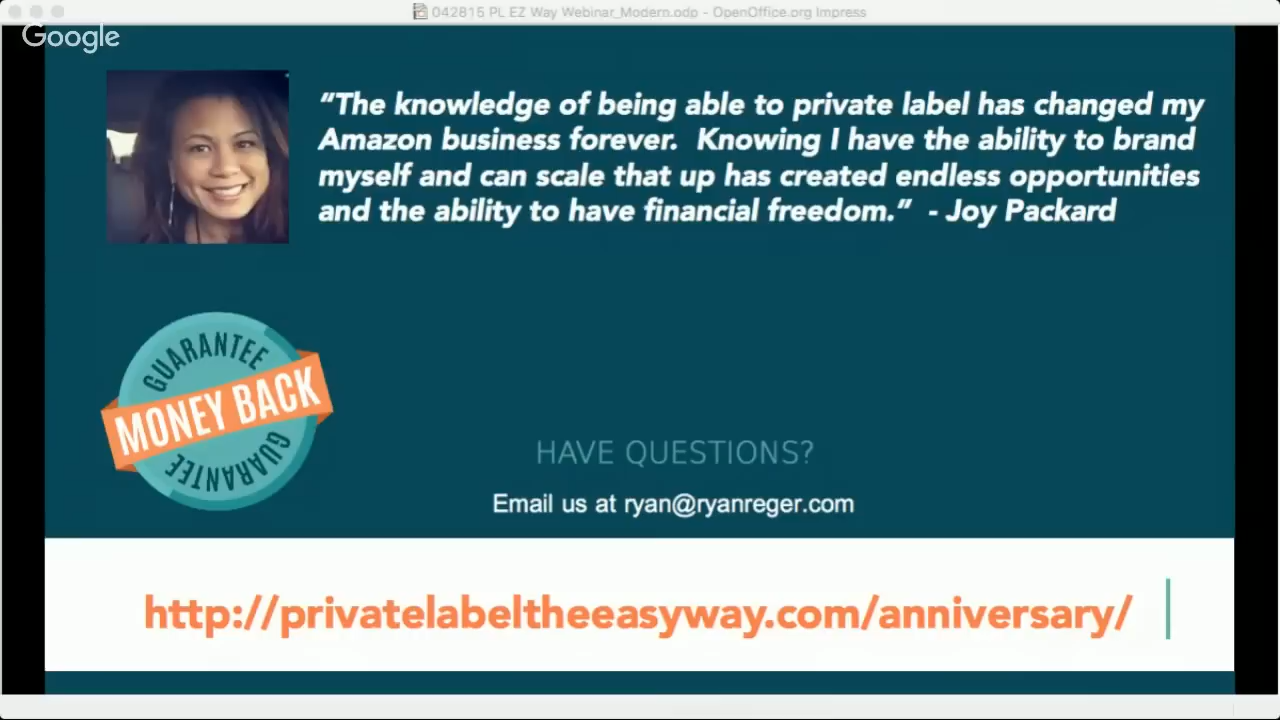 042815 PL EZ Way Webinar_Modern.odp - OpenOffice.org Impress
Google
“The knowledge of being able to private label has changed my
Amazon business forever.  Knowing I have the ability to brand
myself and can scale that up has created endless opportunities
and the ability to have financial freedom.”  - Joy Packard
GUARANTEE
MONEY BACK
GUARANTEE
HAVE QUESTIONS?
Email us at ryan@ryanreger.com
http://privatelabeltheeasyway.com/anniversary/